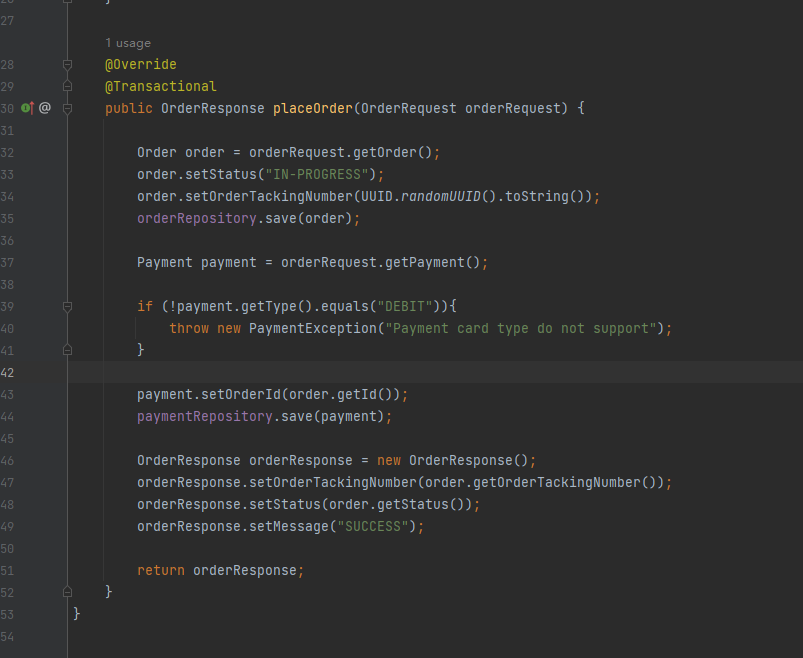 26 }
27
1 usage
28 @Override
29 @Transactional
30 @ public OrderResponse placeOrder(OrderRequest orderRequest) {
31
32 Order order = orderRequest.getOrder();
33 order.setStatus("IN-PROGRESS");
34 order.setOrderTackingNumber(UUID.randomUUID().toString());
35 orderRepository.save(order);
36
37 Payment payment = orderRequest.getPayment();
38
39 if (!payment.getType().equals("DEBIT")){
40 throw new PaymentException("Payment card type do not support");
41 }
42
43 payment.setOrderId(order.getId());
44 paymentRepository.save(payment);
45
46 OrderResponse orderResponse = new OrderResponse();
47 orderResponse.setOrderTackingNumber(order.getOrderTackingNumber());
48 orderResponse.setStatus(order.getStatus());
49 orderResponse.setMessage("SUCCESS");
50
51 return orderResponse;
52 }
53 }
54